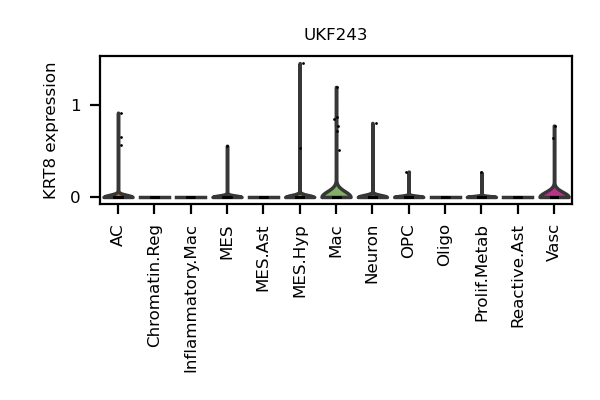 UKF243
KRT8 expression
1
0
AC
Chromatin.Reg
Inflammatory.Mac
MES
MES.Ast
MES.Hyp
Mac
Neuron
OPC
Oligo
Prolif.Metab
Reactive.Ast
Vasc